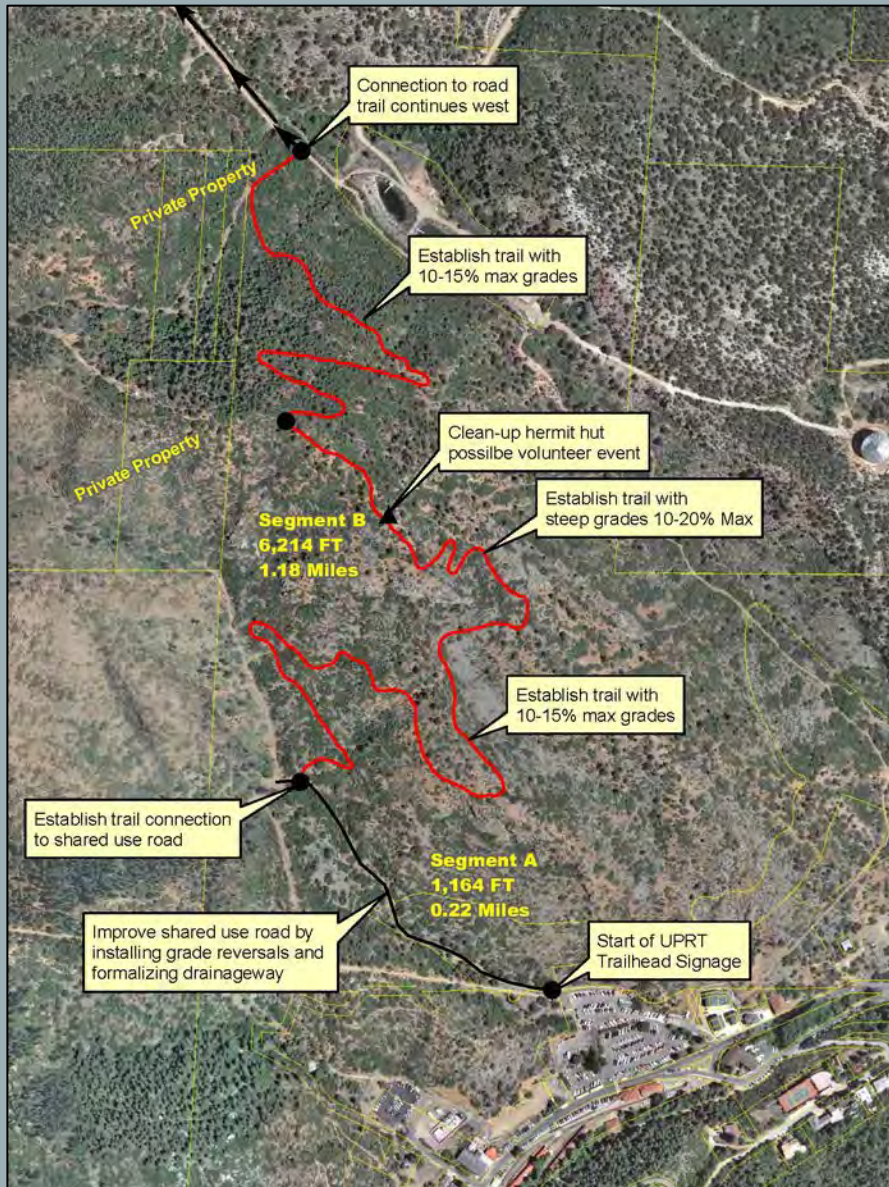 Connection to road
trail continues west
Private Property
Establish trail with
10-15% max grades
Clean-up hermit hut
possilbe volunteer event
Private Property
Establish trail with
steep grades 10-20% Max
Segment B
6,214 FT
1.18 Miles
Establish trail with
10-15% max grades
Establish trail connection
to shared use road
Segment A
1,164 FT
0.22 Miles
Improve shared use road by
installing grade reversals and
formalizing drainageway
Start of UPRT
Trailhead Signage